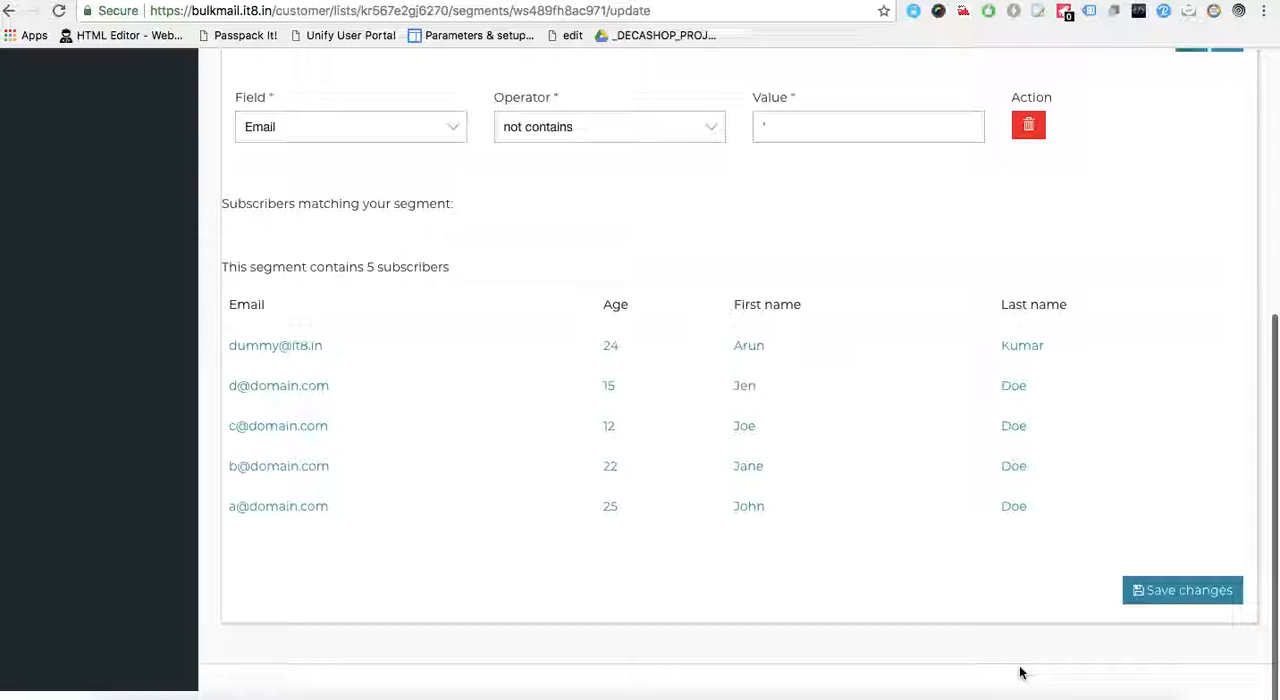 Secure https://bulkmail.it8.in/customer/lists/kr567e2gj6270/segments/ws489fh8ac971/update
Apps HTML Editor - Web... Passpack It! Unify User Portal Parameters & setup... edit _DECASHOP_PROJ...
Field * Operator * Value * Action
Email not contains '
Subscribers matching your segment:
This segment contains 5 subscribers
Email Age First name Last name
dummy@it8.in 24 Arun Kumar
d@domain.com 15 Jen Doe
c@domain.com 12 Joe Doe
b@domain.com 22 Jane Doe
a@domain.com 25 John Doe
Save changes